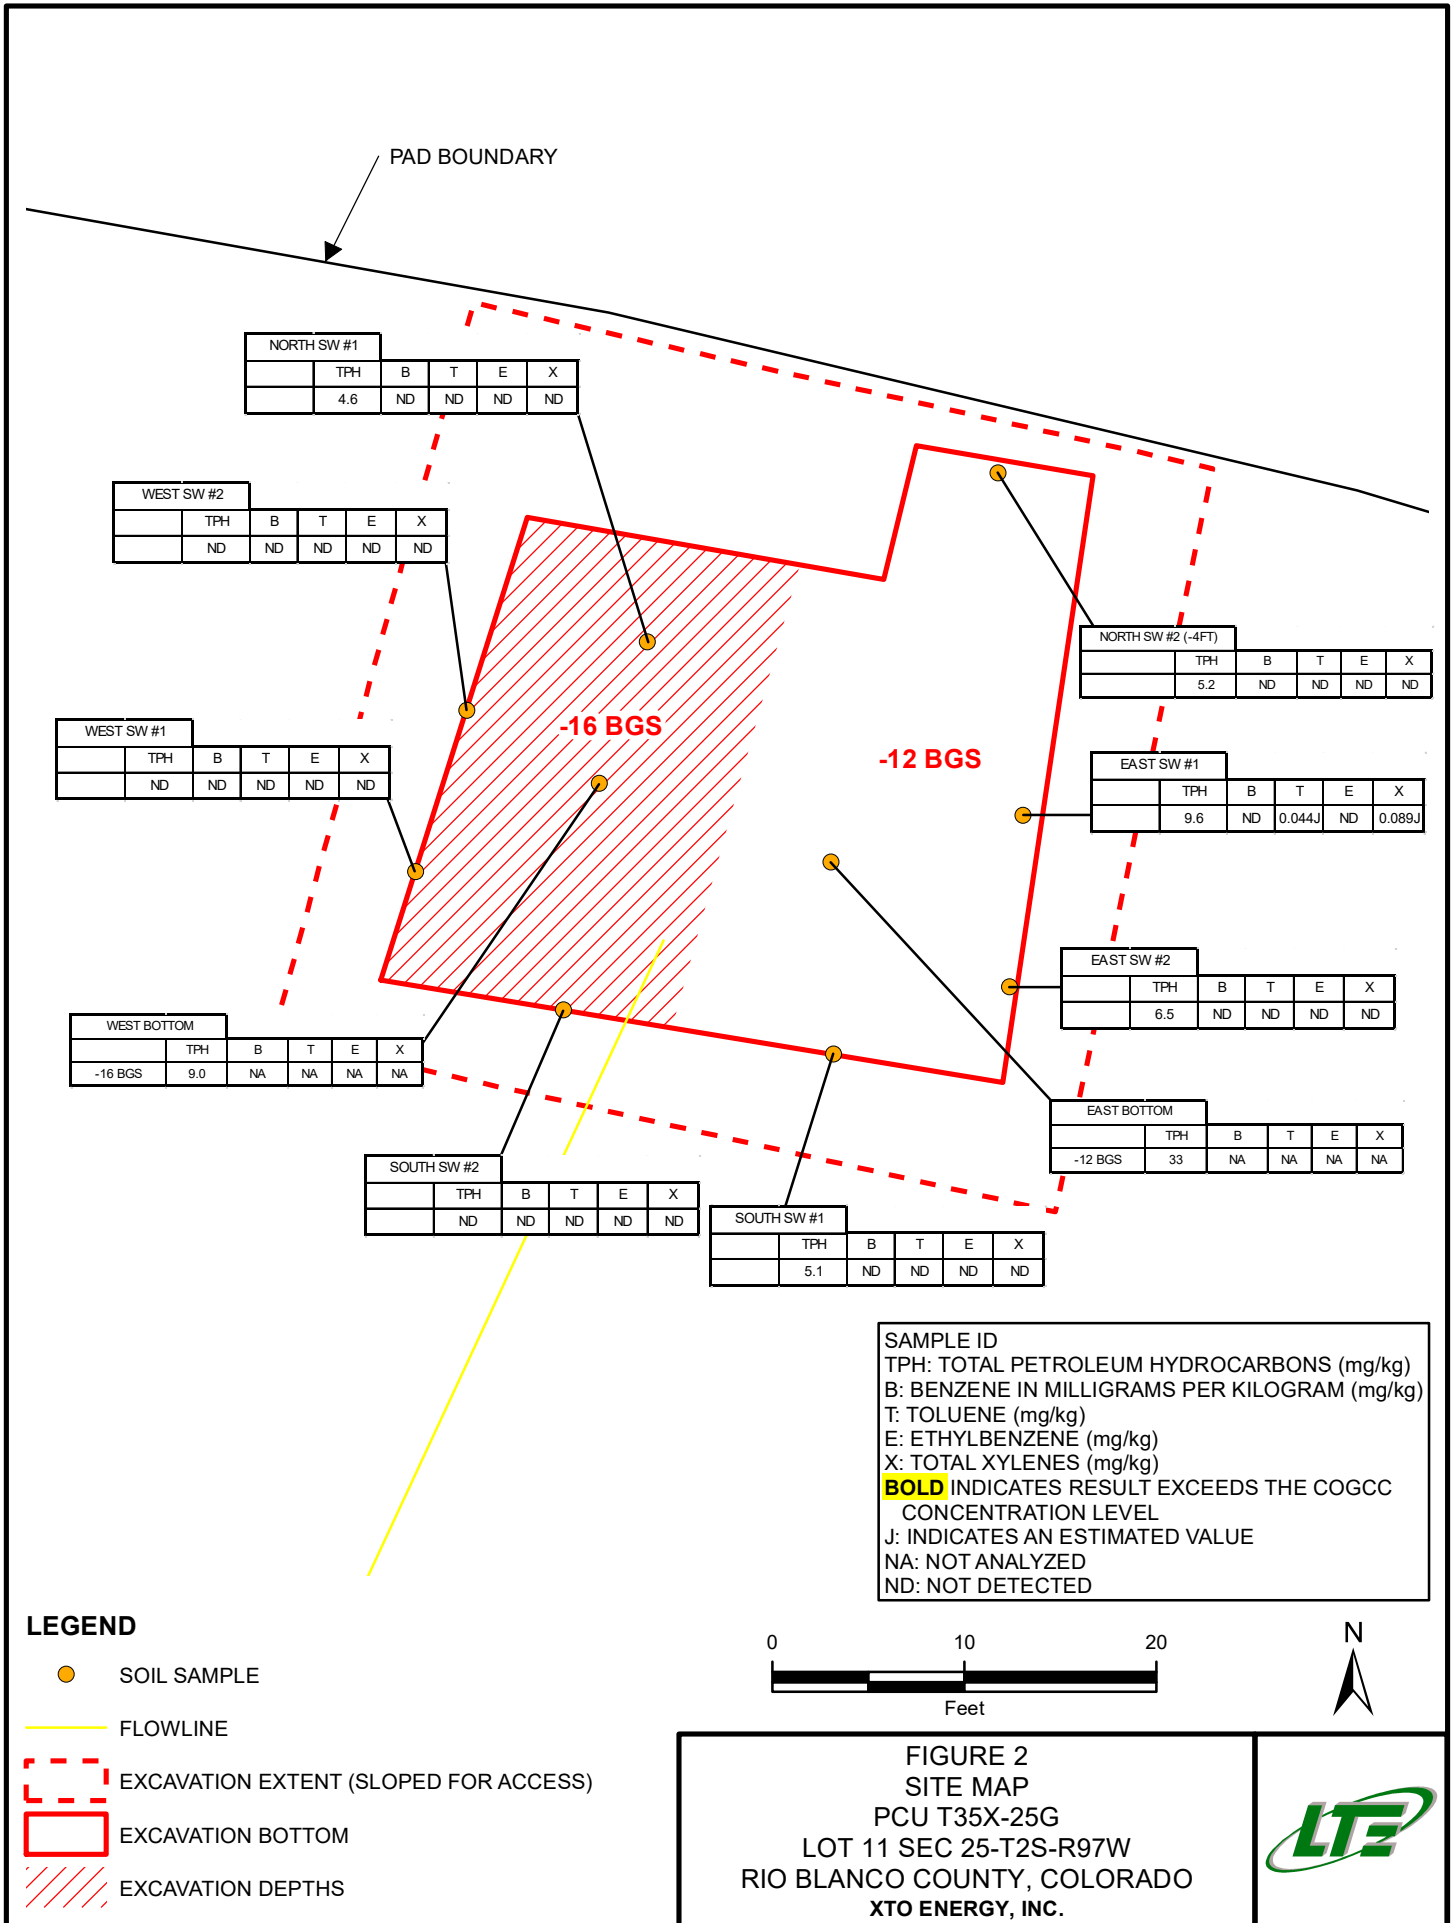 PAD BOUNDARY
NORTH SW #1
TPH B T E X
4.6 ND ND ND ND
WEST SW #2
TPH B T E X
ND ND ND ND ND
NORTH SW #2 (-4FT)
TPH B T E X
5.2 ND ND ND ND
WEST SW #1
TPH B T E X
ND ND ND ND ND
-16 BGS
-12 BGS
EAST SW #1
TPH B T E X
9.6 ND 0.044J ND 0.089J
EAST SW #2
TPH B T E X
6.5 ND ND ND ND
WEST BOTTOM
TPH B T E X
-16 BGS 9.0 NA NA NA NA
EAST BOTTOM
TPH B T E X
-12 BGS 33 NA NA NA NA
SOUTH SW #2
TPH B T E X
ND ND ND ND ND
SOUTH SW #1
TPH B T E X
5.1 ND ND ND ND
SAMPLE ID
TPH: TOTAL PETROLEUM HYDROCARBONS (mg/kg)
B: BENZENE IN MILLIGRAMS PER KILOGRAM (mg/kg)
T: TOLUENE (mg/kg)
E: ETHYLBENZENE (mg/kg)
X: TOTAL XYLENES (mg/kg)
BOLD INDICATES RESULT EXCEEDS THE COGCC
CONCENTRATION LEVEL
J: INDICATES AN ESTIMATED VALUE
NA: NOT ANALYZED
ND: NOT DETECTED
LEGEND
SOIL SAMPLE
FLOWLINE
EXCAVATION EXTENT (SLOPED FOR ACCESS)
EXCAVATION BOTTOM
EXCAVATION DEPTHS
0 10 20
Feet
N
FIGURE 2
SITE MAP
PCU T35X-25G
LOT 11 SEC 25-T2S-R97W
RIO BLANCO COUNTY, COLORADO
XTO ENERGY, INC.
LTE